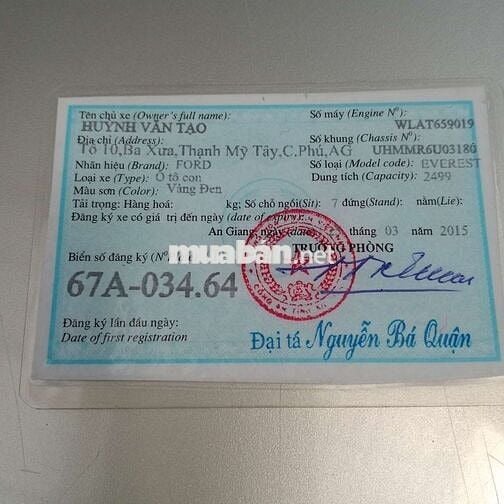 Tên chủ xe (Owner's full name): Số máy (Engine Nº):
HUỲNH VĂN TẠO WLAT659019
Địa chỉ (Address): Số khung (Chassis Nº):
Tổ 10,Ba Xưa,Thạnh Mỹ Tây,C.Phú,AG UHMMR6U03180
Nhãn hiệu (Brand): FORD Số loại (Model code): EVEREST
Loại xe (Type): Ô tô con Dung tích (Capacity): 2499
Màu sơn (Color): Vàng Đen
Tải trọng: Hàng hoá: kg; Số chỗ ngồi(Sit): 7 đứng(Stand): nằm(Lie):
Đăng ký xe có giá trị đến ngày (date of expiry):
An Giang, ngày (date) tháng 03 năm 2015
muaban.net
Biển số đăng ký (Nº TRƯỞNG PHÒNG
67A-034.64
Đăng ký lần đầu ngày:
Date of first registration
Đại tá Nguyễn Bá Quận